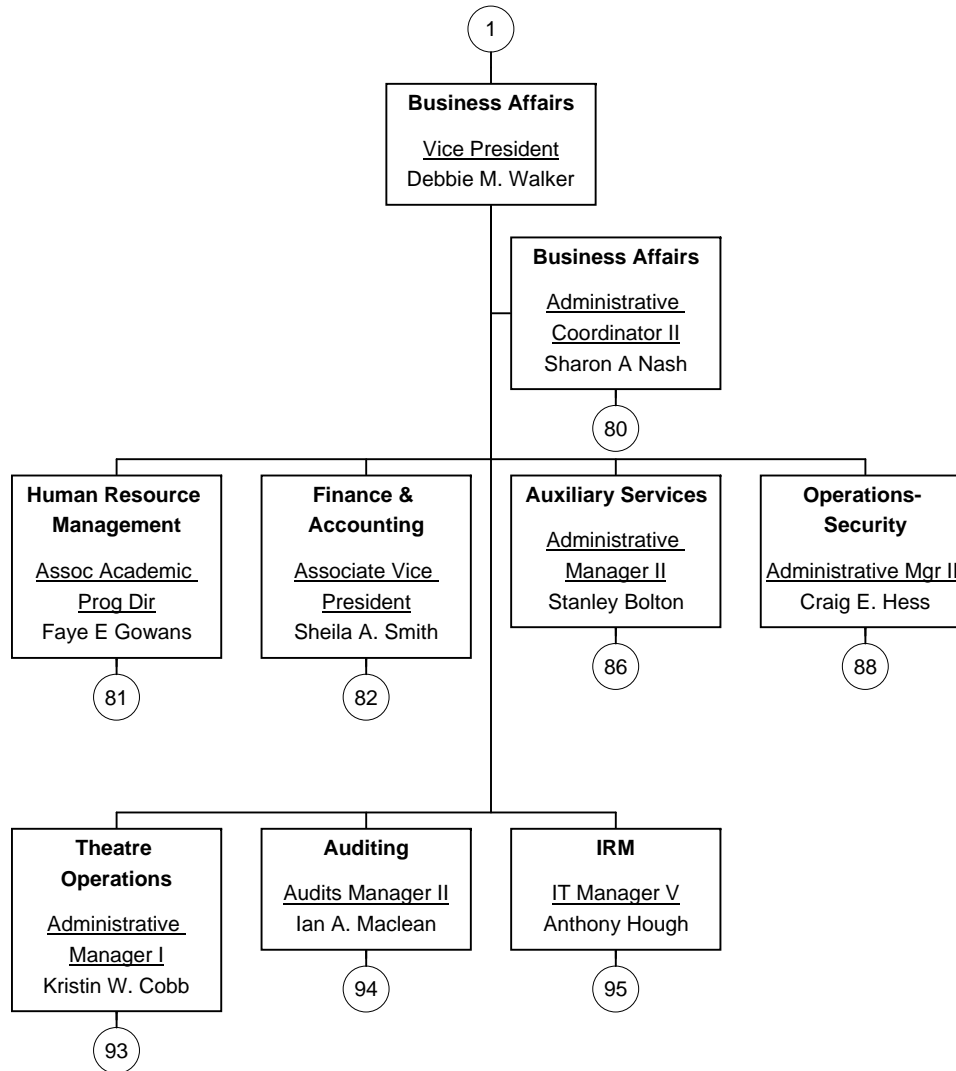 1
Business Affairs
Vice President
Debbie M. Walker
Business Affairs
Administrative
Coordinator II
Sharon A Nash
80
Human Resource
Management
Assoc Academic
Prog Dir
Faye E Gowans
81
Finance &
Accounting
Associate Vice
President
Sheila A. Smith
82
Auxiliary Services
Administrative
Manager II
Stanley Bolton
86
Operations-
Security
Administrative Mgr II
Craig E. Hess
88
Theatre
Operations
Administrative
Manager I
Kristin W. Cobb
93
Auditing
Audits Manager II
Ian A. Maclean
94
IRM
IT Manager V
Anthony Hough
95